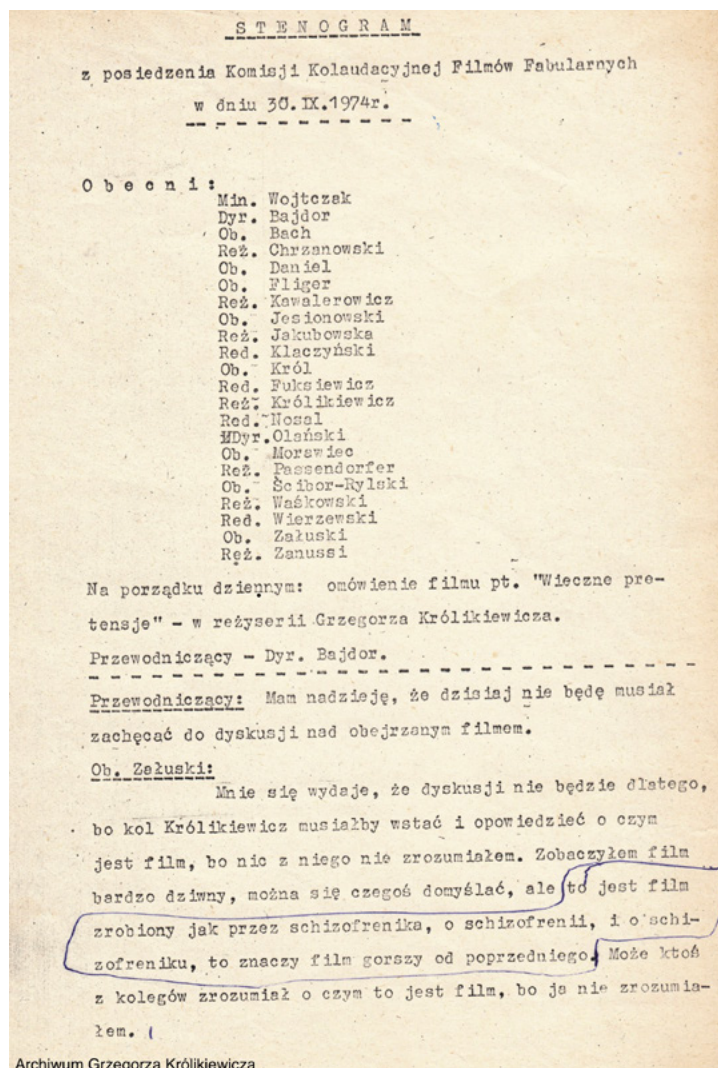 STENOGRAM
z posiedzenia Komisji Kolaudacyjnej Filmów Fabularnych
w dniu 30.IX.1974r.
Obecni:
Min. Wojtczak
Dyr. Bajdor
Ob. Bach
Reż. Chrzanowski
Ob. Daniel
Ob. Fliger
Reż. Kawalerowicz
Ob. Jesionowski
Reż. Jakubowska
Red. Klaczyński
Ob. Król
Red. Fuksiewicz
Reż. Królikiewicz
Red. Nosal
Dyr. Olański
Ob. Morawiec
Reż. Passendorfer
Ob. Ścibor-Rylski
Reż. Waśkowski
Red. Wierzewski
Ob. Załuski
Reż. Zanussi
Na porządku dziennym: omówienie filmu pt. "Wieczne pre-
tensje" - w reżyserii Grzegorza Królikiewicza.
Przewodniczący - Dyr. Bajdor.
Przewodniczący: Mam nadzieję, że dzisiaj nie będę musiał
zachęcać do dyskusji nad obejrzanym filmem.
Ob. Załuski:
Mnie się wydaje, że dyskusji nie będzie dlatego,
bo kol Królikiewicz musiałby wstać i opowiedzieć o czym
jest film, bo nic z niego nie zrozumiałem. Zobaczyłem film
bardzo dziwny, można się czegoś domyślać, ale to jest film
zrobiony jak przez schizofrenika, o schizofrenii, i o schi-
zofreniku, to znaczy film gorszy od poprzedniego. Może ktoś
z kolegów zrozumiał o czym to jest film, bo ja nie zrozumia-
łem.
Archiwum Grzegorza Królikiewicza